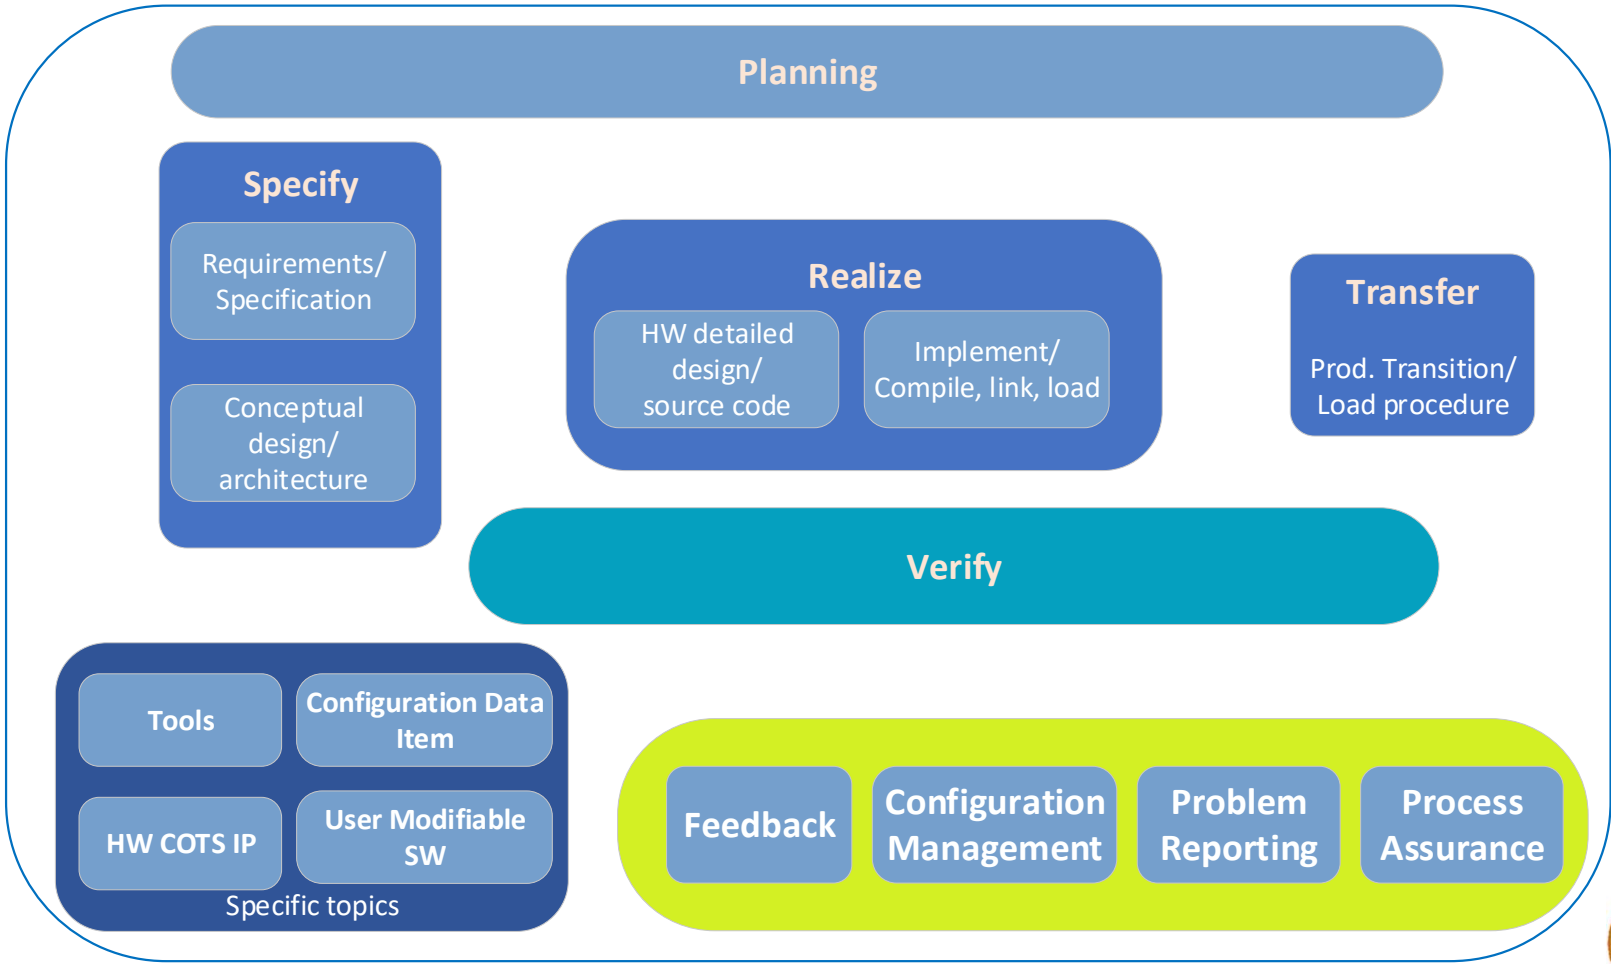 Planning
Specify
Requirements/
Specification
Conceptual
design/
architecture
Realize
HW detailed
design/
source code
Implement/
Compile, link, load
Transfer
Prod. Transition/
Load procedure
Verify
Tools
Configuration Data
Item
HW COTS IP
User Modifiable
SW
Specific topics
Feedback
Configuration
Management
Problem
Reporting
Process
Assurance